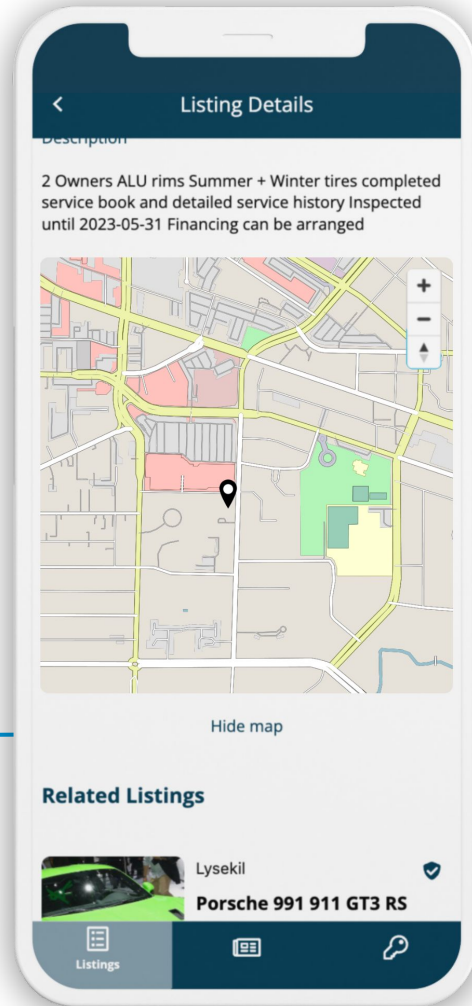 Listing Details
Description
2 Owners ALU rims Summer + Winter tires completed
service book and detailed service history Inspected
until 2023-05-31 Financing can be arranged
Hide map
Related Listings
Lysekil
Porsche 991 911 GT3 RS
Listings